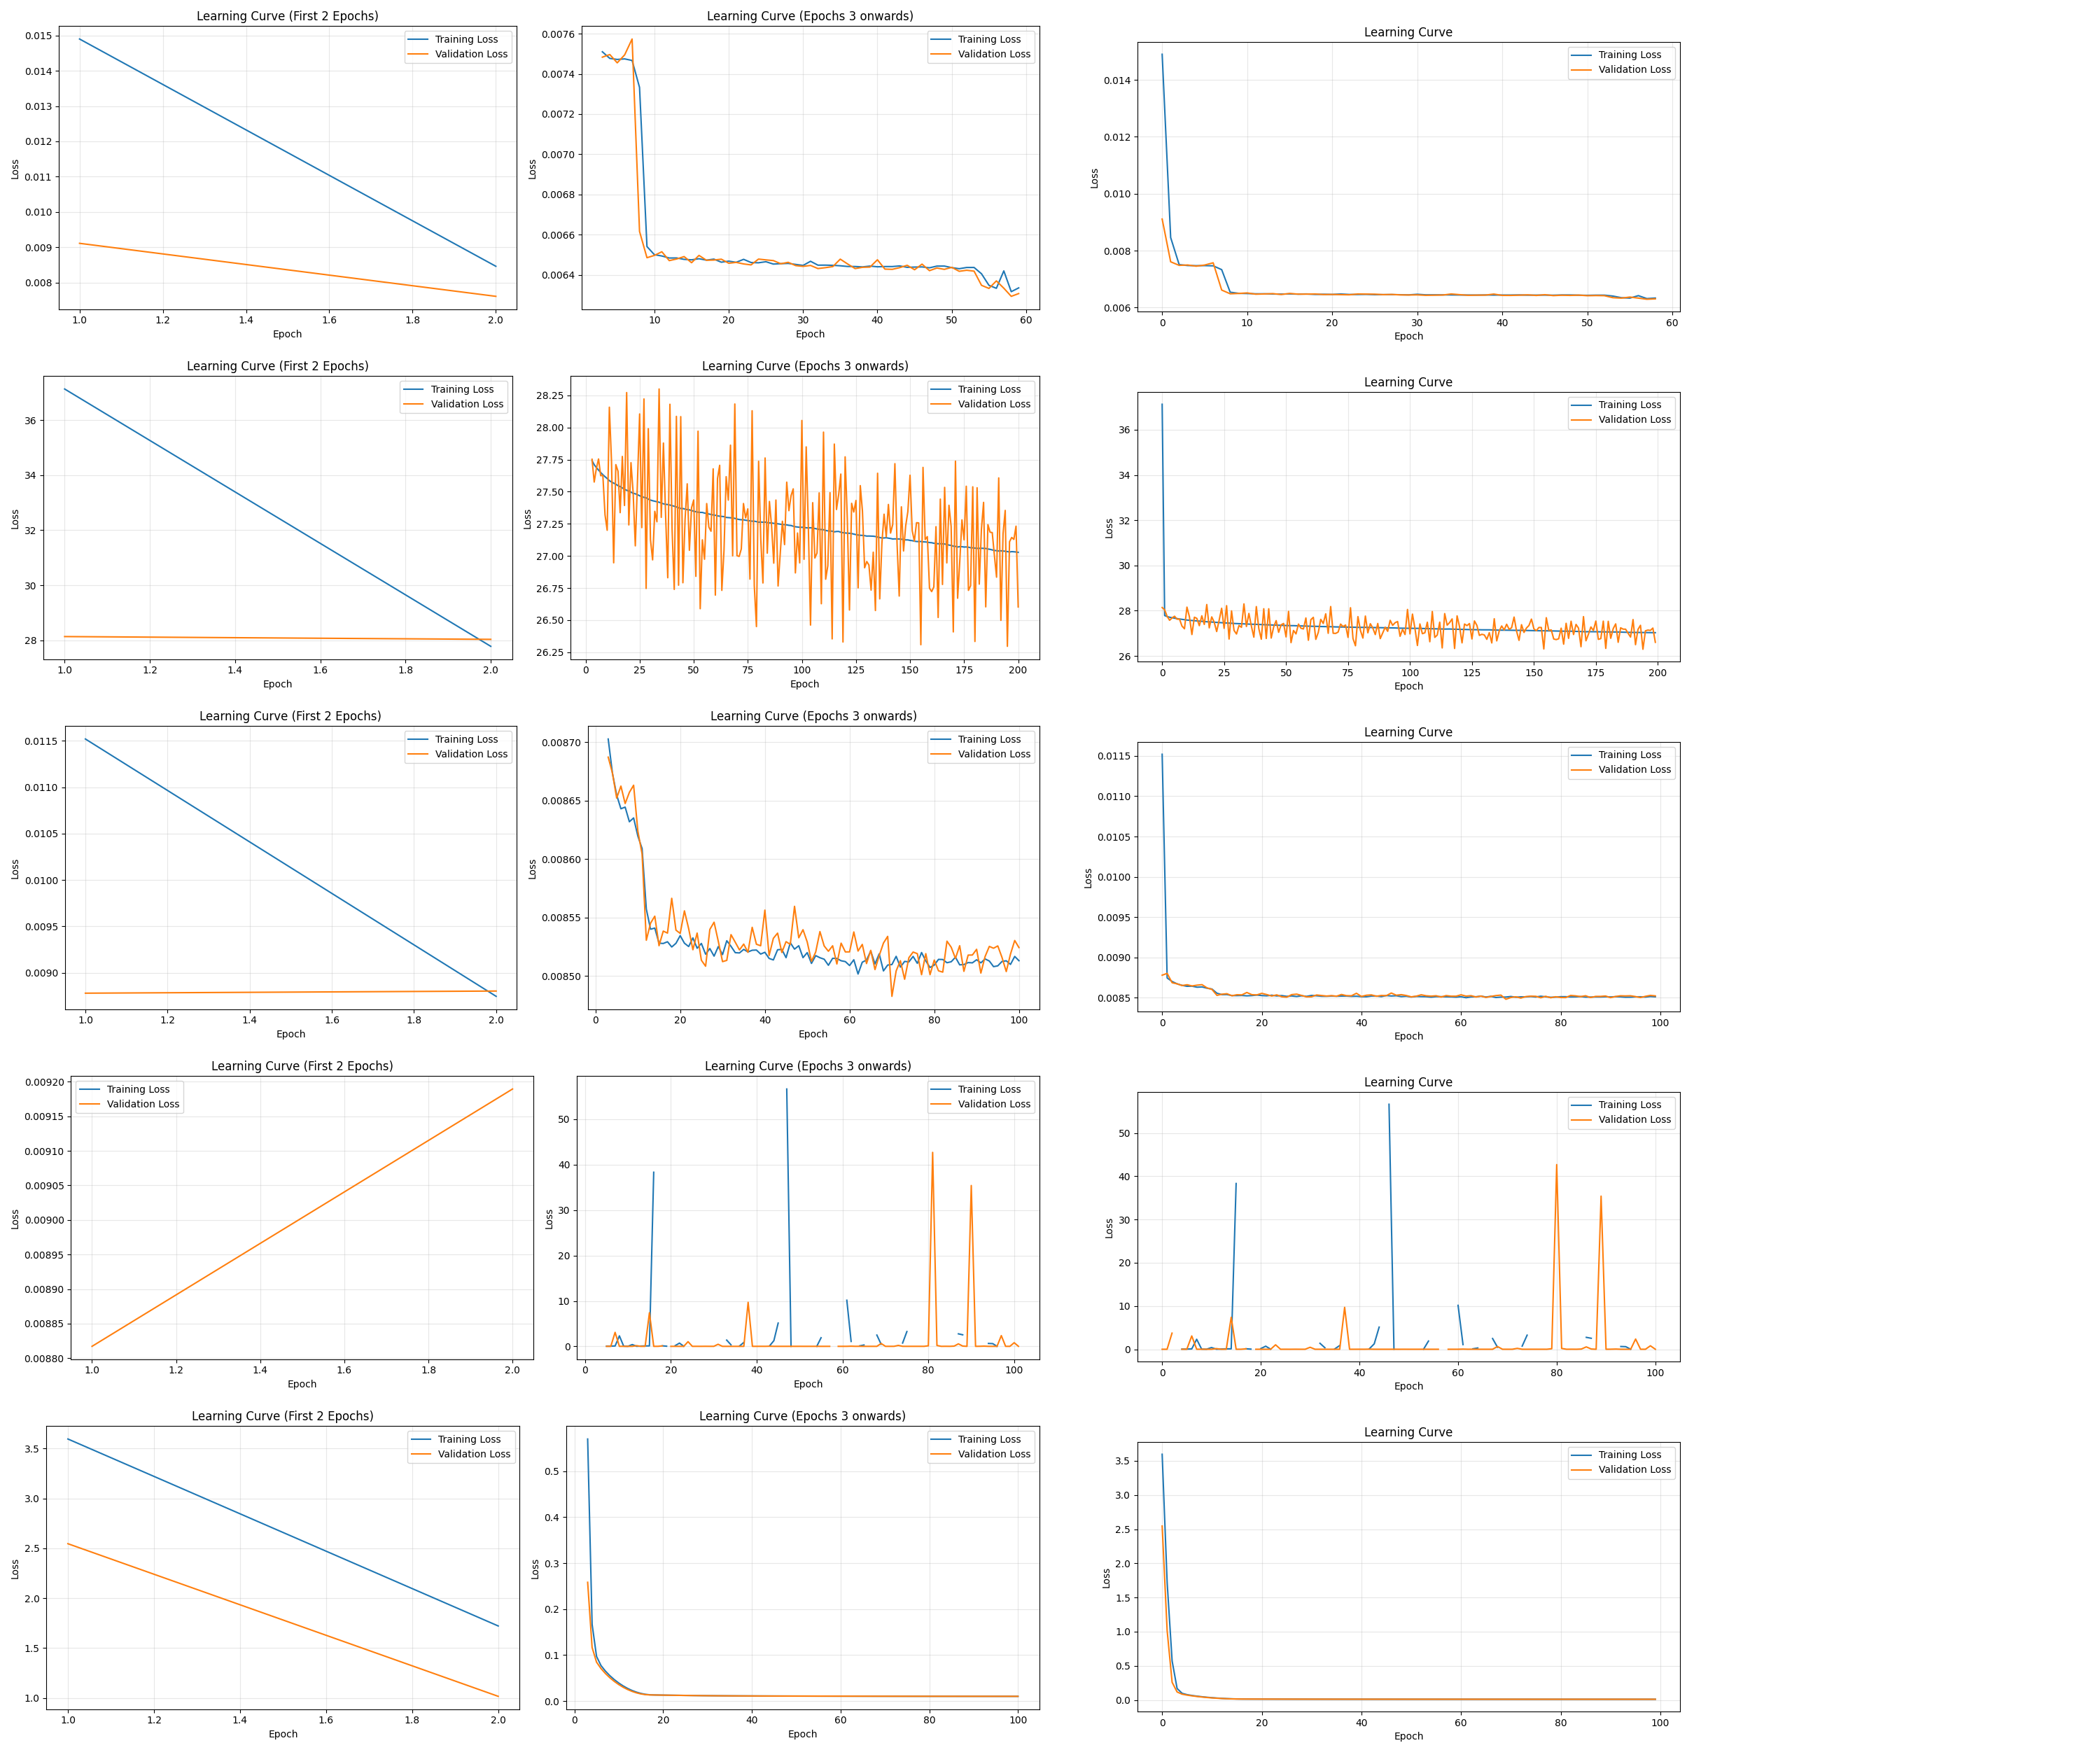 Learning Curve (First 2 Epochs)
Training Loss
Validation Loss
0.015
0.014
0.013
0.012
0.011
0.010
0.009
0.008
Loss
1.0 1.2 1.4 1.6 1.8 2.0
Epoch
Learning Curve (Epochs 3 onwards)
Training Loss
Validation Loss
0.0076
0.0074
0.0072
0.0070
0.0068
0.0066
0.0064
Loss
10 20 30 40 50 60
Epoch
Learning Curve
Training Loss
Validation Loss
0.014
0.012
0.010
0.008
0.006
Loss
0 10 20 30 40 50 60
Epoch
Learning Curve (First 2 Epochs)
Training Loss
Validation Loss
36
34
32
30
28
Loss
1.0 1.2 1.4 1.6 1.8 2.0
Epoch
Learning Curve (Epochs 3 onwards)
Training Loss
Validation Loss
28.25
28.00
27.75
27.50
27.25
27.00
26.75
26.50
26.25
Loss
0 25 50 75 100 125 150 175 200
Epoch
Learning Curve
Training Loss
Validation Loss
36
34
32
30
28
26
Loss
0 25 50 75 100 125 150 175 200
Epoch
Learning Curve (First 2 Epochs)
Training Loss
Validation Loss
0.0115
0.0110
0.0105
0.0100
0.0095
0.0090
Loss
1.0 1.2 1.4 1.6 1.8 2.0
Epoch
Learning Curve (Epochs 3 onwards)
Training Loss
Validation Loss
0.00870
0.00865
0.00860
0.00855
0.00850
Loss
0 20 40 60 80 100
Epoch
Learning Curve
Training Loss
Validation Loss
0.0115
0.0110
0.0105
0.0100
0.0095
0.0090
0.0085
Loss
0 20 40 60 80 100
Epoch
Learning Curve (First 2 Epochs)
Training Loss
Validation Loss
0.00920
0.00915
0.00910
0.00905
0.00900
0.00895
0.00890
0.00885
0.00880
Loss
1.0 1.2 1.4 1.6 1.8 2.0
Epoch
Learning Curve (Epochs 3 onwards)
Training Loss
Validation Loss
50
40
30
20
10
0
Loss
0 20 40 60 80 100
Epoch
Learning Curve
Training Loss
Validation Loss
50
40
30
20
10
0
Loss
0 20 40 60 80 100
Epoch
Learning Curve (First 2 Epochs)
Training Loss
Validation Loss
3.5
3.0
2.5
2.0
1.5
1.0
Loss
1.0 1.2 1.4 1.6 1.8 2.0
Epoch
Learning Curve (Epochs 3 onwards)
Training Loss
Validation Loss
0.5
0.4
0.3
0.2
0.1
0.0
Loss
0 20 40 60 80 100
Epoch
Learning Curve
Training Loss
Validation Loss
3.5
3.0
2.5
2.0
1.5
1.0
0.5
0.0
Loss
0 20 40 60 80 100
Epoch